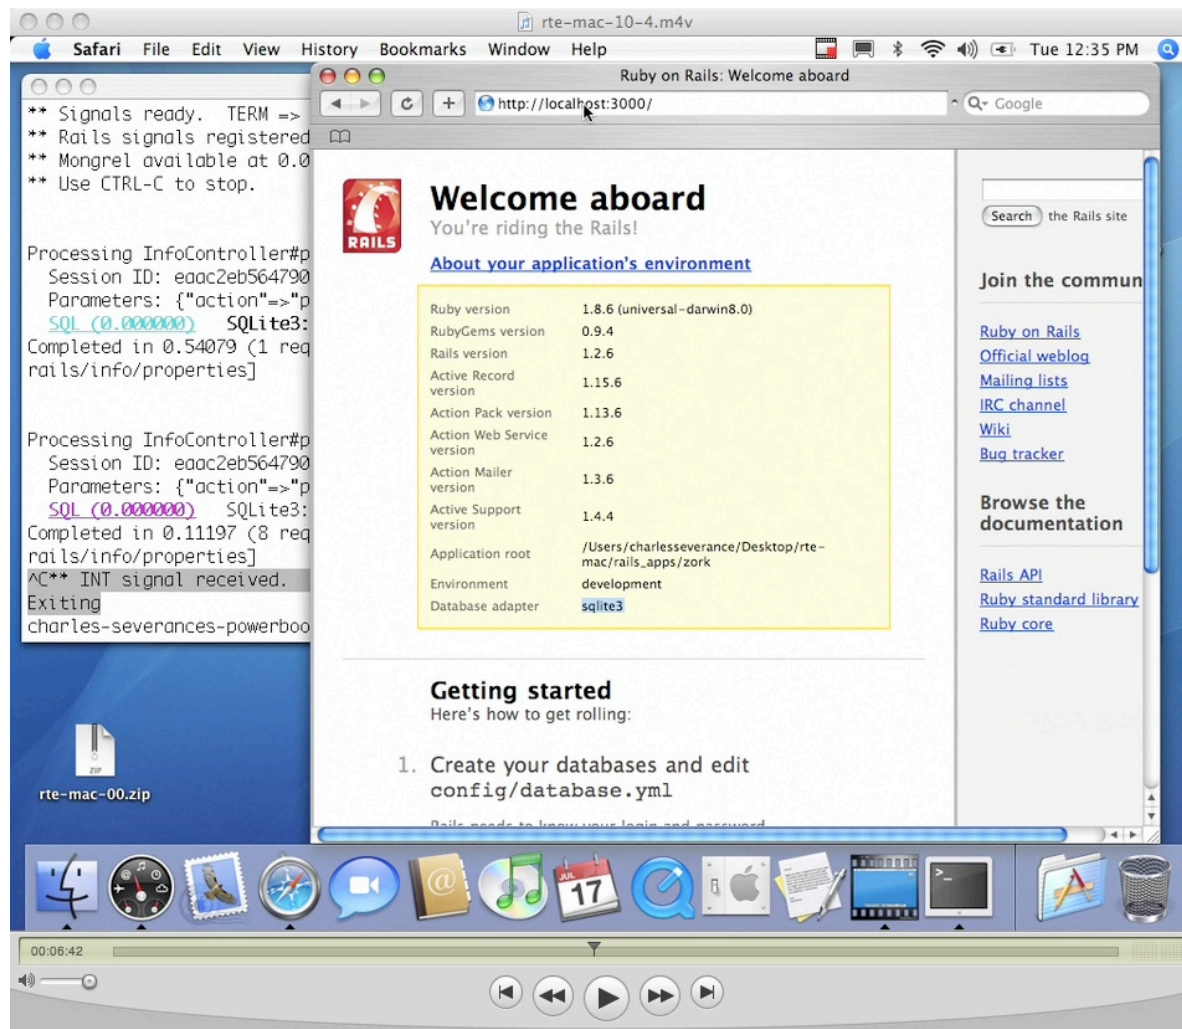 rte-mac-10-4.m4v
Safari File Edit View History Bookmarks Window Help Tue 12:35 PM
Ruby on Rails: Welcome aboard
http://localhost:3000/
Google
** Signals ready. TERM =>
** Rails signals registered
** Mongrel available at 0.0
** Use CTRL-C to stop.
Processing InfoController#p
Session ID: eaac2eb564790
Parameters: {"action"=>"p
SQL (0.000000) SQLite3:
Completed in 0.54079 (1 req
rails/info/properties]
Processing InfoController#p
Session ID: eaac2eb564790
Parameters: {"action"=>"p
SQL (0.000000) SQLite3:
Completed in 0.11197 (8 req
rails/info/properties]
^C** INT signal received.
Exiting
charles-severances-powerboo
rte-mac-00.zip
ZIP
RAILS
Welcome aboard
You're riding the Rails!
About your application's environment
Ruby version 1.8.6 (universal-darwin8.0)
RubyGems version 0.9.4
Rails version 1.2.6
Active Record
version 1.15.6
Action Pack version 1.13.6
Action Web Service
version 1.2.6
Action Mailer
version 1.3.6
Active Support
version 1.4.4
Application root /Users/charlesseverance/Desktop/rte-
mac/rails_apps/zork
Environment development
Database adapter sqlite3
Getting started
Here's how to get rolling:
1. Create your databases and edit
config/database.yml
Rails needs to know your login and password
Search the Rails site
Join the commun
Ruby on Rails
Official weblog
Mailing lists
IRC channel
Wiki
Bug tracker
Browse the
documentation
Rails API
Ruby standard library
Ruby core
JUL
17
00:06:42